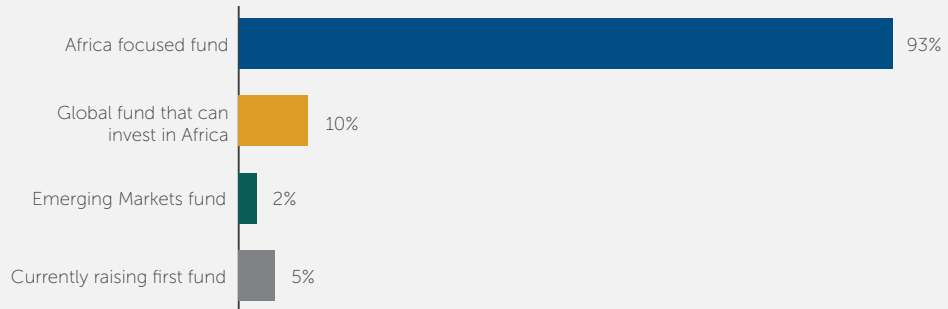 Africa focused fund
93%
Global fund that can
invest in Africa
10%
Emerging Markets fund
2%
Currently raising first fund
5%